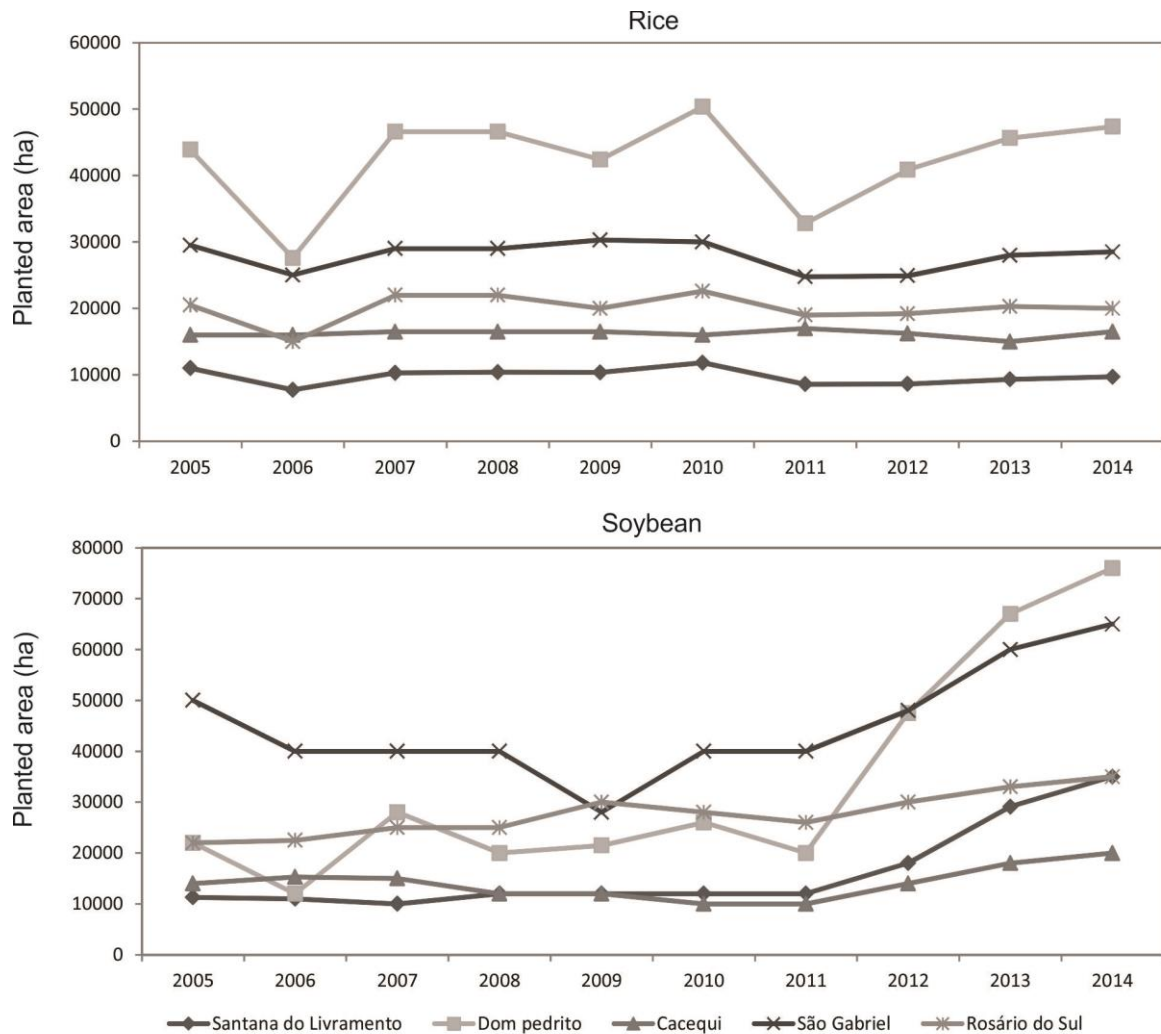 Rice
Planted area (ha)
60000
50000
40000
30000
20000
10000
0
2005 2006 2007 2008 2009 2010 2011 2012 2013 2014
Soybean
Planted area (ha)
80000
70000
60000
50000
40000
30000
20000
10000
0
2005 2006 2007 2008 2009 2010 2011 2012 2013 2014
Santana do Livramento Dom pedrito Cacequi São Gabriel Rosário do Sul